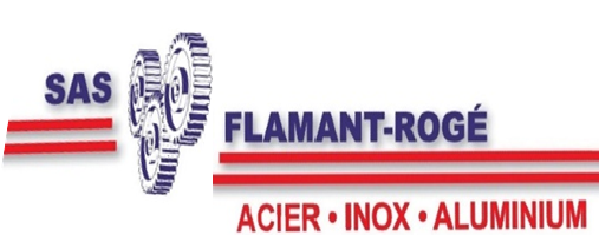 SAS
FLAMANT-ROGÉ
ACIER • INOX • ALUMINIUM